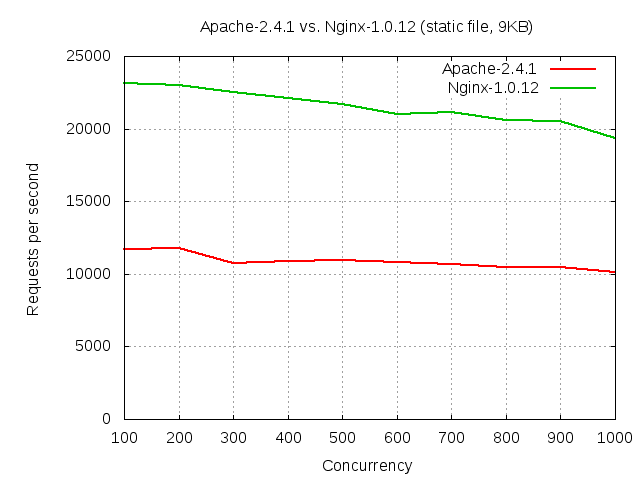 Apache-2.4.1 vs. Nginx-1.0.12 (static file, 9KB)
Apache-2.4.1
Nginx-1.0.12
Requests per second
25000
20000
15000
10000
5000
0
100 200 300 400 500 600 700 800 900 1000
Concurrency